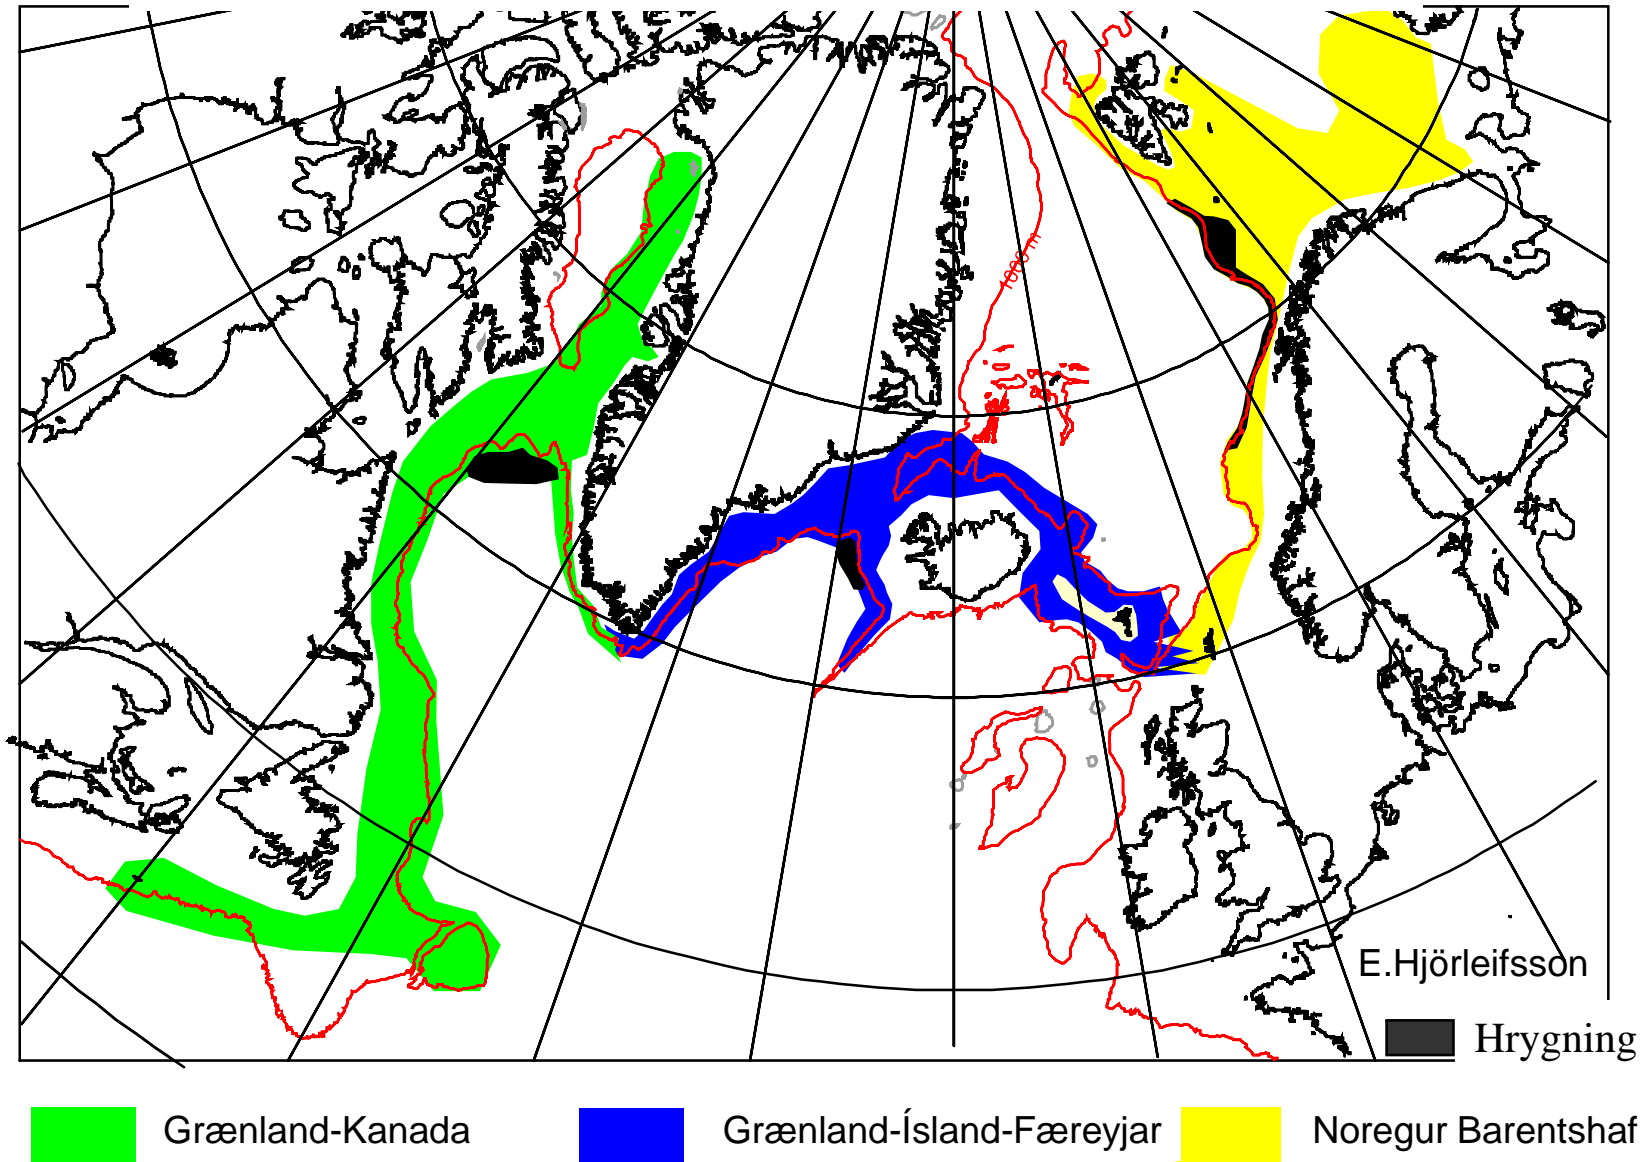 1000 m
E.Hjörleifsson
Hrygning
Grænland-Kanada
Grænland-Ísland-Færeyjar
Noregur Barentshaf